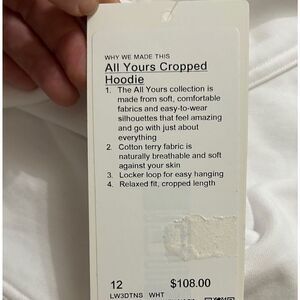 WHY WE MADE THIS
All Yours Cropped
Hoodie
1. The All Yours collection is
made from soft, comfortable
fabrics and easy-to-wear
silhouettes that feel amazing
and go with just about
everything
2. Cotton terry fabric is
naturally breathable and soft
against your skin
3. Locker loop for easy hanging
4. Relaxed fit, cropped length
12 $108.00
LW3DTNS WHT